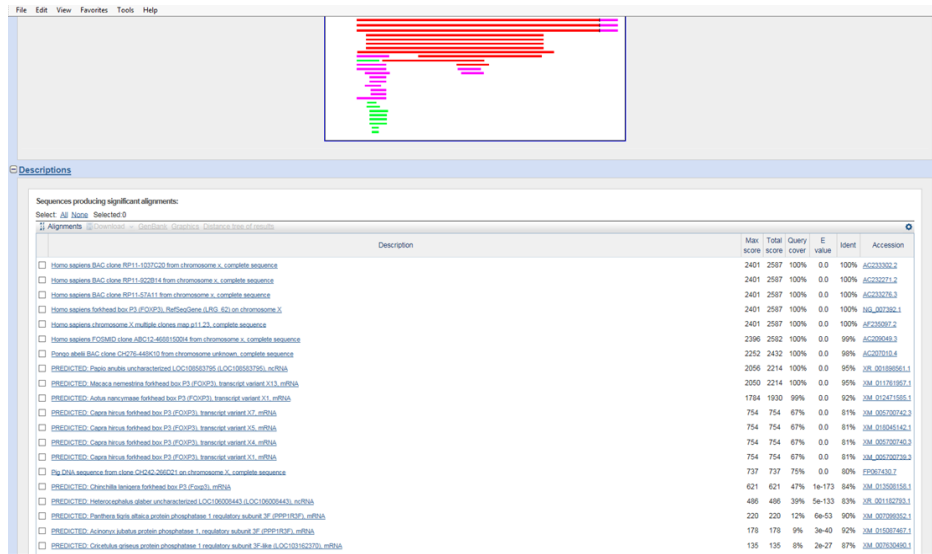 File Edit View Favorites Tools Help
Descriptions
Sequences producing significant alignments:
Select: All None Selected:0
Alignments Download GenBank Graphics Distance tree of results
Description Max score Total score Query cover E value Ident Accession
Homo sapiens BAC clone RP11-1037C20 from chromosome x, complete sequence 2401 2587 100% 0.0 100% AC233302.2
Homo sapiens BAC clone RP11-922B14 from chromosome x, complete sequence 2401 2587 100% 0.0 100% AC232271.2
Homo sapiens BAC clone RP11-57A11 from chromosome x, complete sequence 2401 2587 100% 0.0 100% AC233276.3
Homo sapiens forkhead box P3 (FOXP3), RefSeqGene (LRG_62) on chromosome X 2401 2587 100% 0.0 100% NG_007392.1
Homo sapiens chromosome X multiple clones map p11.23, complete sequence 2401 2587 100% 0.0 100% AF235097.2
Homo sapiens FOSMID clone ABC12-46881500I4 from chromosome x, complete sequence 2396 2582 100% 0.0 99% AC209049.3
Pongo abelii BAC clone CH276-448K10 from chromosome unknown, complete sequence 2252 2432 100% 0.0 98% AC207010.4
PREDICTED: Papio anubis uncharacterized LOC108583795 (LOC108583795), ncRNA 2056 2214 100% 0.0 95% XR_001898561.1
PREDICTED: Macaca nemestrina forkhead box P3 (FOXP3), transcript variant X13, mRNA 2050 2214 100% 0.0 95% XM_011761957.1
PREDICTED: Aotus nancymaae forkhead box P3 (FOXP3), transcript variant X1, mRNA 1784 1930 99% 0.0 92% XM_012471585.1
PREDICTED: Capra hircus forkhead box P3 (FOXP3), transcript variant X7, mRNA 754 754 67% 0.0 81% XM_005700742.3
PREDICTED: Capra hircus forkhead box P3 (FOXP3), transcript variant X5, mRNA 754 754 67% 0.0 81% XM_018045142.1
PREDICTED: Capra hircus forkhead box P3 (FOXP3), transcript variant X4, mRNA 754 754 67% 0.0 81% XM_005700740.3
PREDICTED: Capra hircus forkhead box P3 (FOXP3), transcript variant X1, mRNA 754 754 67% 0.0 81% XM_005700739.3
Pig DNA sequence from clone CH242-266D21 on chromosome X, complete sequence 737 737 75% 0.0 80% FP067430.7
PREDICTED: Chinchilla lanigera forkhead box P3 (Foxp3), mRNA 621 621 47% 1e-173 84% XM_013508158.1
PREDICTED: Heterocephalus glaber uncharacterized LOC106008443 (LOC106008443), ncRNA 486 486 39% 5e-133 83% XR_001182793.1
PREDICTED: Panthera tigris altaica protein phosphatase 1 regulatory subunit 3F (PPP1R3F), mRNA 220 220 12% 6e-53 90% XM_007099352.1
PREDICTED: Acinonyx jubatus protein phosphatase 1, regulatory subunit 3F (PPP1R3F), mRNA 178 178 9% 3e-40 92% XM_015087467.1
PREDICTED: Cricetulus griseus protein phosphatase 1 regulatory subunit 3F-like (LOC103162370), mRNA 135 135 8% 2e-27 87% XM_007630490.1